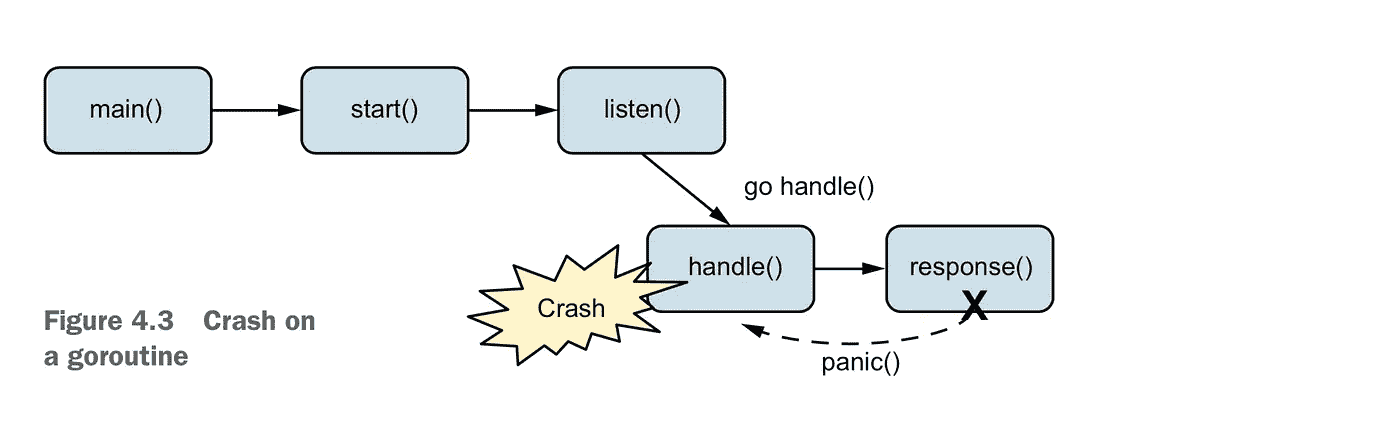 main()
start()
listen()
go handle()
handle()
response()
Crash
X
panic()
Figure 4.3 Crash on
a goroutine